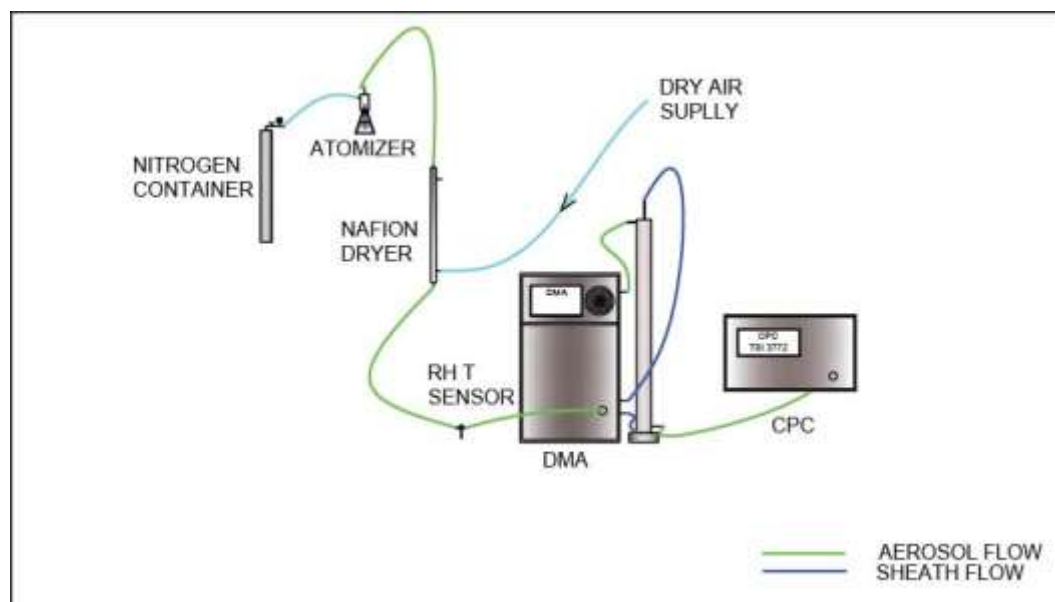 DRY AIR
SUPLLY
ATOMIZER
NITROGEN
CONTAINER
NAFION
DRYER
DMA
CPC
TSI 3772
RH T
SENSOR
CPC
DMA
AEROSOL FLOW
SHEATH FLOW